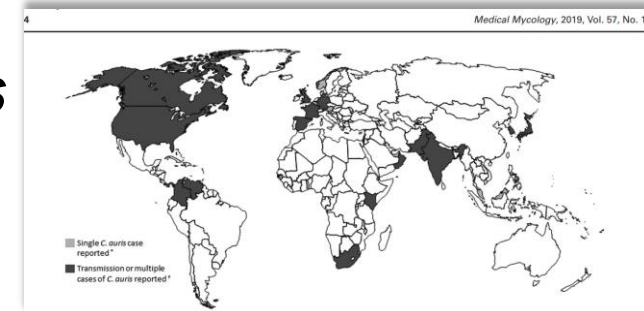 4
Medical Mycology, 2019, Vol. 57, No. 1
s
Single C. auris case
reported*
Transmission or multiple
cases of C. auris reported†